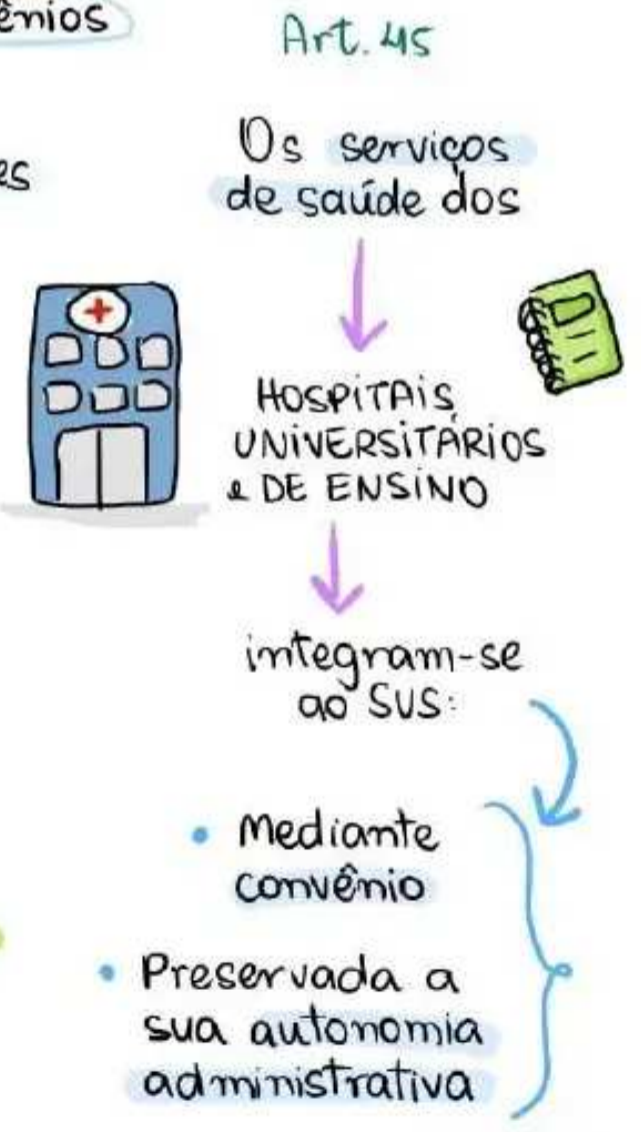 ênios
Art. 45
es
Os serviços
de saúde dos
HOSPITAIS
UNIVERSITÁRIOS
e DE ENSINO
integram-se
ao SUS:
• Mediante
convênio
• Preservada a
sua autonomia
administrativa